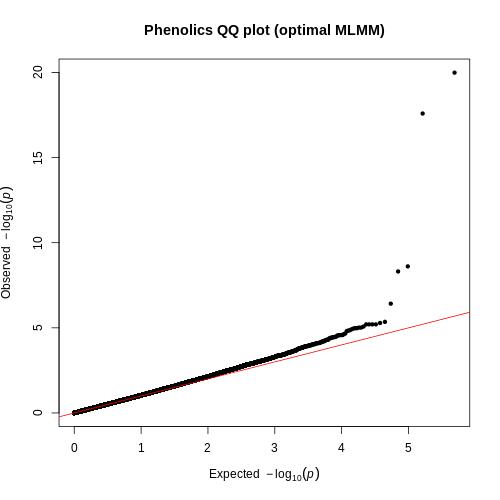 Phenolics QQ plot (optimal MLMM)
Observed −log₁₀(p)
20
15
10
5
0
0 1 2 3 4 5
Expected −log₁₀(p)